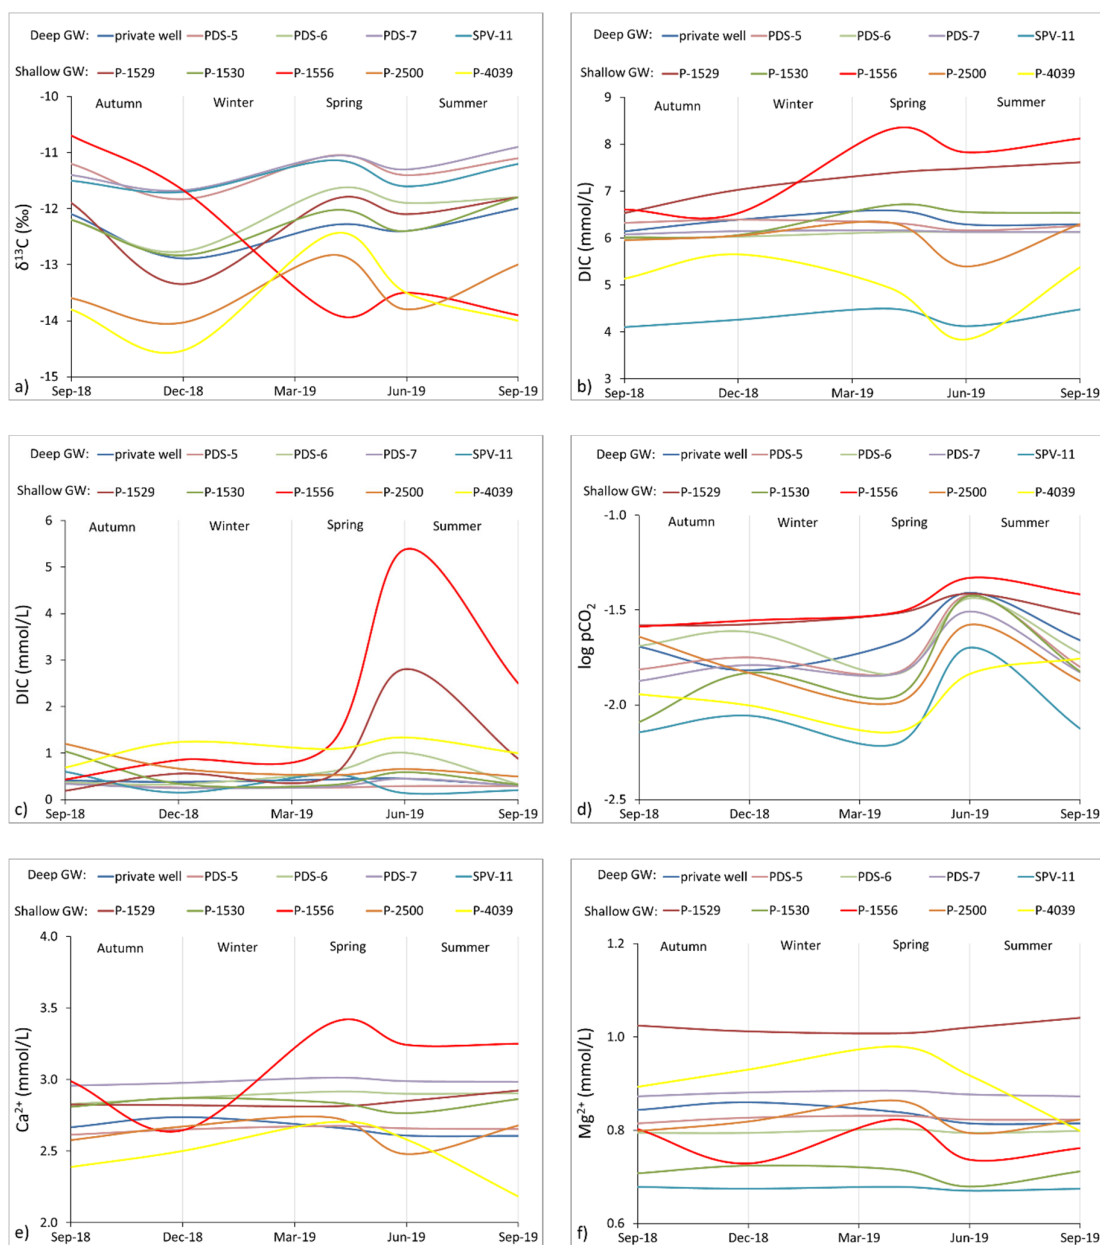 Deep GW: private well PDS-5 PDS-6 PDS-7 SPV-11
Shallow GW: P-1529 P-1530 P-1556 P-2500 P-4039
-10
Autumn Winter Spring Summer
-11
-12
δ¹³C (‰)
-13
-14
-15
a)
Sep-18 Dec-18 Mar-19 Jun-19 Sep-19
Deep GW: private well PDS-5 PDS-6 PDS-7 SPV-11
Shallow GW: P-1529 P-1530 P-1556 P-2500 P-4039
9
Autumn Winter Spring Summer
8
7
DIC (mmol/L)
6
5
4
3
b)
Sep-18 Dec-18 Mar-19 Jun-19 Sep-19
Deep GW: private well PDS-5 PDS-6 PDS-7 SPV-11
Shallow GW: P-1529 P-1530 P-1556 P-2500 P-4039
6
Autumn Winter Spring Summer
5
4
DIC (mmol/L)
3
2
1
0
c)
Sep-18 Dec-18 Mar-19 Jun-19 Sep-19
Deep GW: private well PDS-5 PDS-6 PDS-7 SPV-11
Shallow GW: P-1529 P-1530 P-1556 P-2500 P-4039
-1.0
Autumn Winter Spring Summer
-1.5
log pCO₂
-2.0
-2.5
d)
Sep-18 Dec-18 Mar-19 Jun-19 Sep-19
Deep GW: private well PDS-5 PDS-6 PDS-7 SPV-11
Shallow GW: P-1529 P-1530 P-1556 P-2500 P-4039
4.0
Autumn Winter Spring Summer
3.5
Ca²⁺ (mmol/L)
3.0
2.5
2.0
e)
Sep-18 Dec-18 Mar-19 Jun-19 Sep-19
Deep GW: private well PDS-5 PDS-6 PDS-7 SPV-11
Shallow GW: P-1529 P-1530 P-1556 P-2500 P-4039
1.2
Autumn Winter Spring Summer
1.0
Mg²⁺ (mmol/L)
0.8
0.6
f)
Sep-18 Dec-18 Mar-19 Jun-19 Sep-19